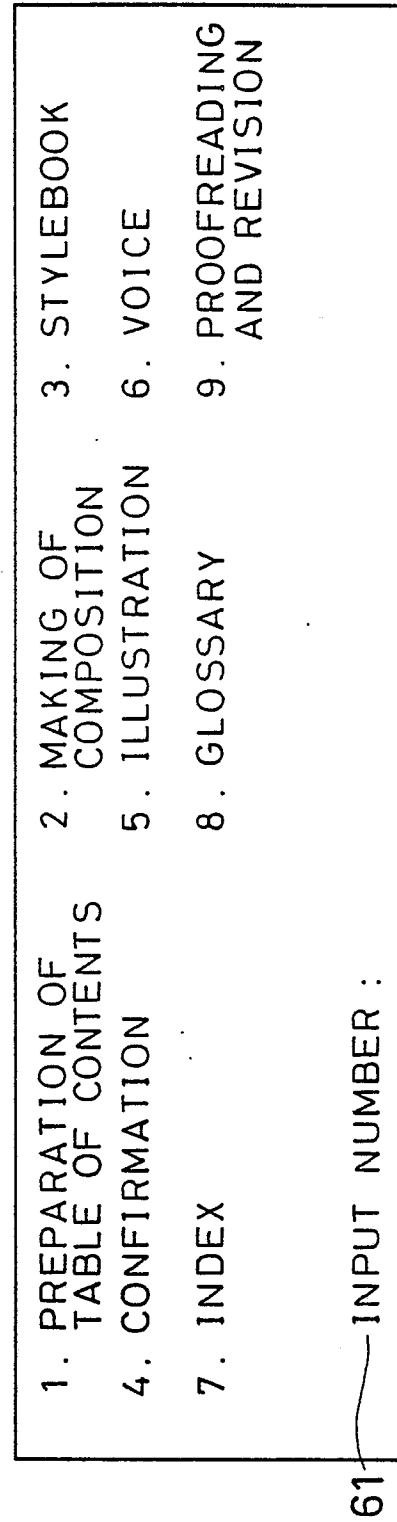 1. PREPARATION OF
TABLE OF CONTENTS
2. MAKING OF
COMPOSITION
3. STYLEBOOK
4. CONFIRMATION
5. ILLUSTRATION
6. VOICE
7. INDEX
8. GLOSSARY
9. PROOFREADING
AND REVISION
61 INPUT NUMBER :